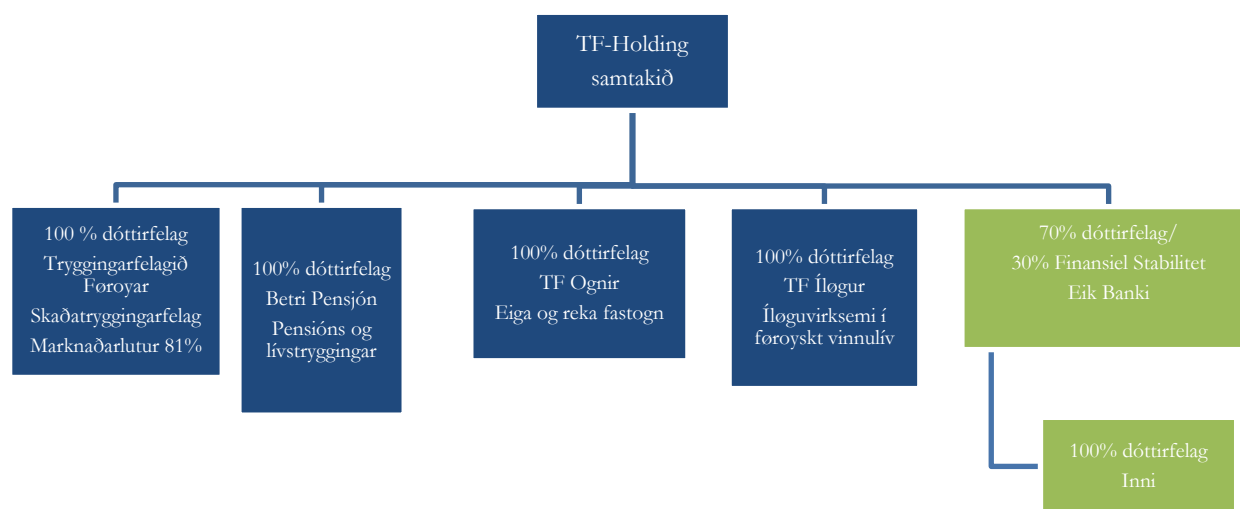 TF-Holding
samtakið
100 % dóttirfelag
Tryggingarfelagið
Føroyar
Skaðatryggingarfelag
Marknaðarlutur 81%
100% dóttirfelag
Betri Pensjón
Pensións og
lívstryggingar
100% dóttirfelag
TF Ognir
Eiga og reka fastogn
100% dóttirfelag
TF Íløgur
Íløguvirksemi í
føroyskt vinnulív
70% dóttirfelag/
30% Finansiel Stabilitet
Eik Banki
100% dóttirfelag
Inni